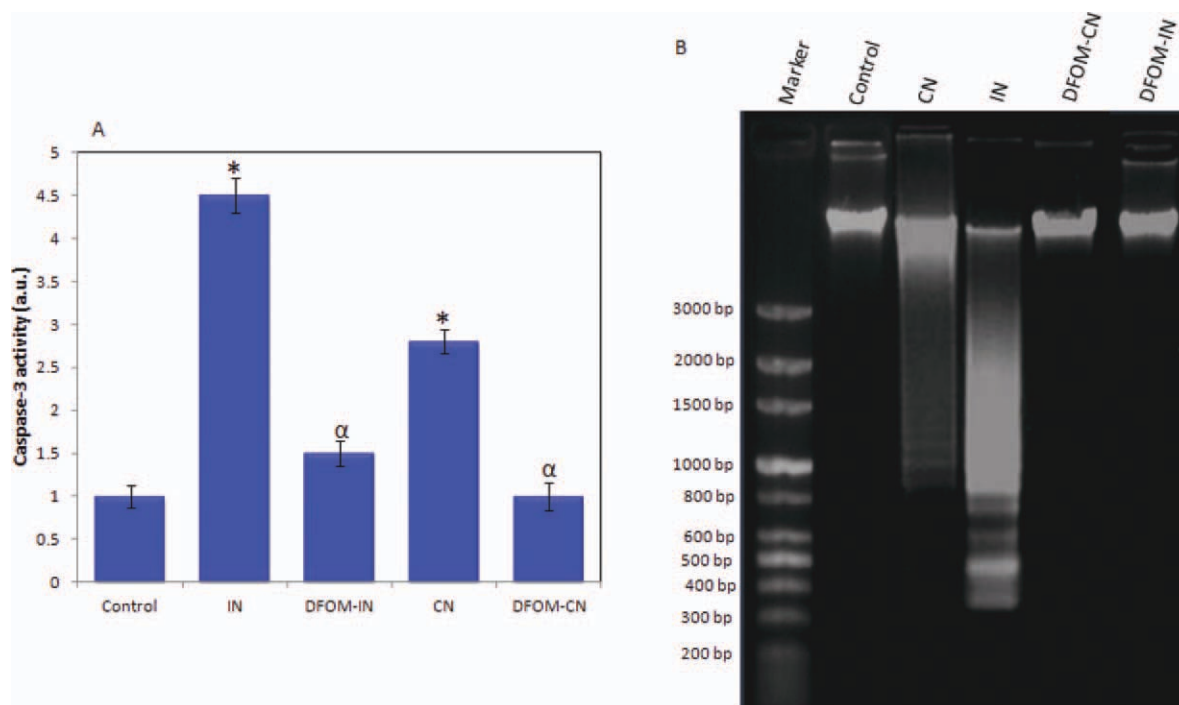 A
Caspase-3 activity (a.u.)
5
4.5
4
3.5
3
2.5
2
1.5
1
0.5
0
*
α
*
α
Control IN DFOM-IN CN DFOM-CN
B
Marker Control CN IN DFOM-CN DFOM-IN
3000 bp
2000 bp
1500 bp
1000 bp
800 bp
600 bp
500 bp
400 bp
300 bp
200 bp